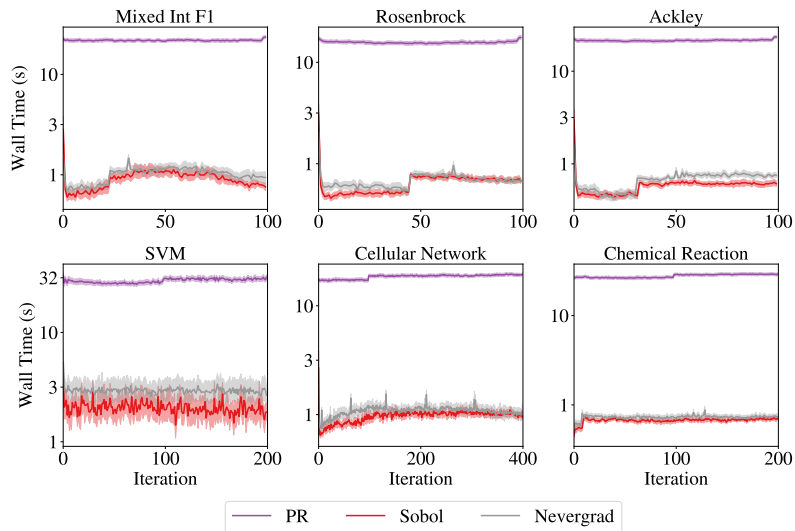 Mixed Int F1
Rosenbrock
Ackley
Wall Time (s)
10
3
1
0
50
100
10
3
1
0
50
100
10
3
1
0
50
100
SVM
Cellular Network
Chemical Reaction
Wall Time (s)
32
10
3
1
0
100
200
Iteration
10
3
1
0
100
200
300
400
Iteration
10
1
0
100
200
Iteration
PR
Sobol
Nevergrad